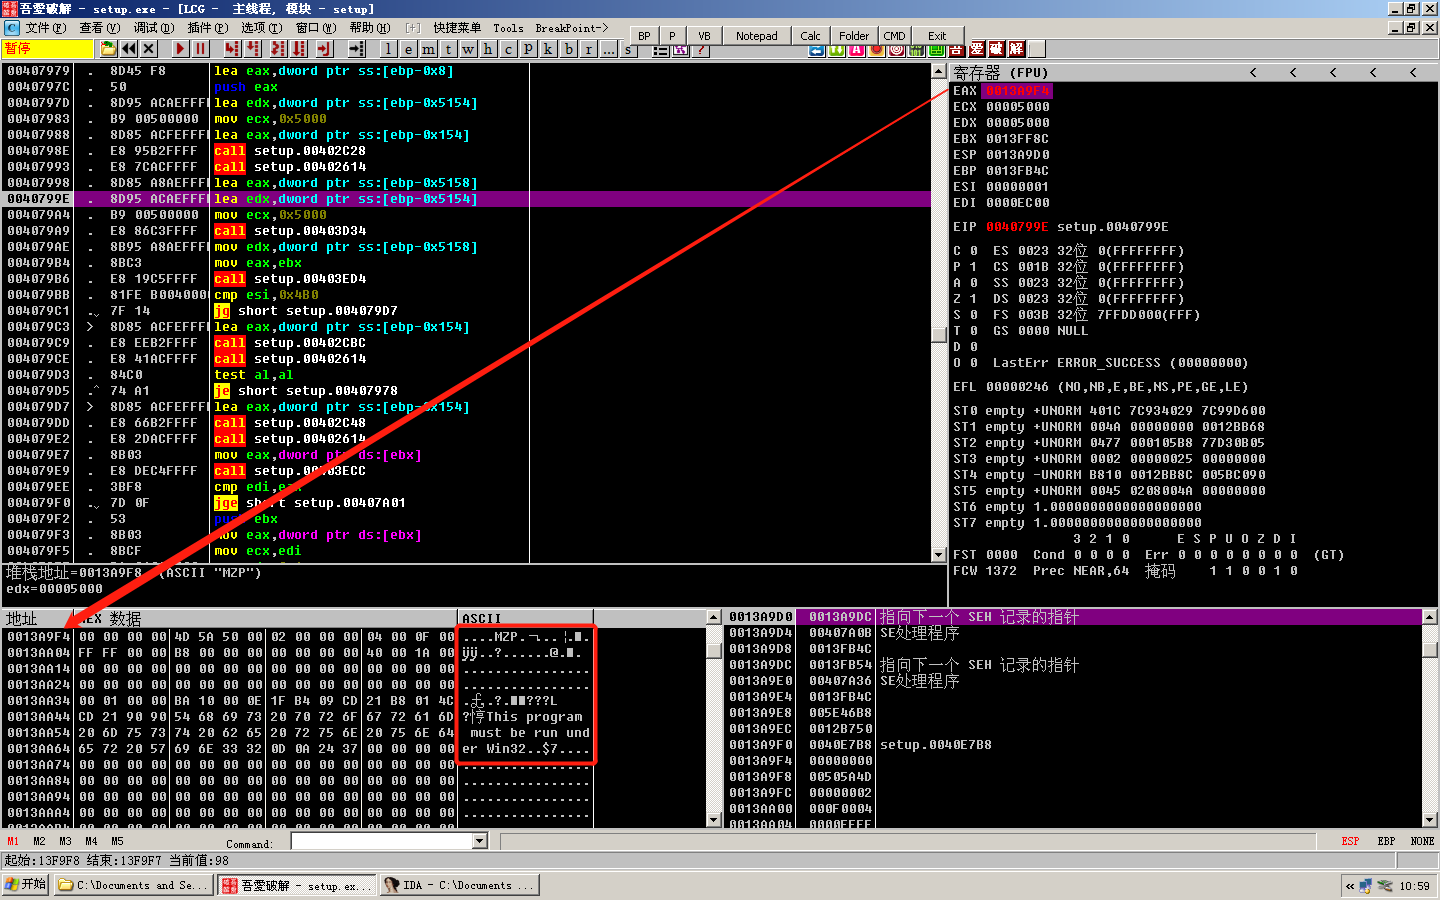 吾愛破解 - setup.exe - [LCG - 主线程, 模块 - setup]
文件(F) 查看(V) 调试(D) 插件(P) 选项(T) 窗口(W) 帮助(H) [+] 快捷菜单 Tools BreakPoint->
BP P VB Notepad Calc Folder CMD Exit
暂停
l e m t w h c p k b r ... s
00407979 . 8D45 F8 lea eax,dword ptr ss:[ebp-0x8]
0040797C . 50 push eax
0040797D . 8D95 ACAEFFFF lea edx,dword ptr ss:[ebp-0x5154]
00407983 . B9 00500000 mov ecx,0x5000
00407988 . 8D85 ACFEFFFF lea eax,dword ptr ss:[ebp-0x154]
0040798E . E8 95B2FFFF call setup.00402C28
00407993 . E8 7CACFFFF call setup.00402614
00407998 . 8D85 A8AEFFFF lea eax,dword ptr ss:[ebp-0x5158]
0040799E . 8D95 ACAEFFFF lea edx,dword ptr ss:[ebp-0x5154]
004079A4 . B9 00500000 mov ecx,0x5000
004079A9 . E8 86C3FFFF call setup.00403D34
004079AE . 8B95 A8AEFFFF mov edx,dword ptr ss:[ebp-0x5158]
004079B4 . 8BC3 mov eax,ebx
004079B6 . E8 19C5FFFF call setup.00403ED4
004079BB . 81FE B0040000 cmp esi,0x4B0
004079C1 . 7F 14 jg short setup.004079D7
004079C3 > 8D85 ACFEFFFF lea eax,dword ptr ss:[ebp-0x154]
004079C9 . E8 EEB2FFFF call setup.00402CBC
004079CE . E8 41ACFFFF call setup.00402614
004079D3 . 84C0 test al,al
004079D5 .^ 74 A1 je short setup.00407978
004079D7 > 8D85 ACFEFFFF lea eax,dword ptr ss:[ebp-0x154]
004079DD . E8 66B2FFFF call setup.00402C48
004079E2 . E8 2DACFFFF call setup.00402614
004079E7 . 8B03 mov eax,dword ptr ds:[ebx]
004079E9 . E8 DEC4FFFF call setup.00403ECC
004079EE . 3BF8 cmp edi,eax
004079F0 . 7D 0F jge short setup.00407A01
004079F2 . 53 push ebx
004079F3 . 8B03 mov eax,dword ptr ds:[ebx]
004079F5 . 8BCF mov ecx,edi
堆栈地址=0013A9F8, (ASCII "MZP")
edx=00005000
寄存器 (FPU) < < < < <
EAX 0013A9F4
ECX 00005000
EDX 00005000
EBX 0013FF8C
ESP 0013A9D0
EBP 0013FB4C
ESI 00000001
EDI 0000EC00
EIP 0040799E setup.0040799E
C 0 ES 0023 32位 0(FFFFFFFF)
P 1 CS 001B 32位 0(FFFFFFFF)
A 0 SS 0023 32位 0(FFFFFFFF)
Z 1 DS 0023 32位 0(FFFFFFFF)
S 0 FS 003B 32位 7FFDD000(FFF)
T 0 GS 0000 NULL
D 0
O 0 LastErr ERROR_SUCCESS (00000000)
EFL 00000246 (NO,NB,E,BE,NS,PE,GE,LE)
ST0 empty +UNORM 401C 7C934029 7C99D600
ST1 empty +UNORM 004A 00000000 0012BB68
ST2 empty +UNORM 0477 000105B8 77D30B05
ST3 empty +UNORM 0002 00000025 00000000
ST4 empty -UNORM B810 0012BB8C 005BC090
ST5 empty +UNORM 0045 0208004A 00000000
ST6 empty 1.0000000000000000000
ST7 empty 1.0000000000000000000
3 2 1 0 E S P U O Z D I
FST 0000 Cond 0 0 0 0 Err 0 0 0 0 0 0 0 0 (GT)
FCW 1372 Prec NEAR,64 掩码 1 1 0 0 1 0
地址 HEX 数据 ASCII
0013A9F4 00 00 00 00 4D 5A 50 00 02 00 00 00 04 00 0F 00
0013AA04 FF FF 00 00 B8 00 00 00 00 00 00 00 40 00 1A 00
0013AA14 00 00 00 00 00 00 00 00 00 00 00 00 00 00 00 00 ................
0013AA24 00 00 00 00 00 00 00 00 00 00 00 00 00 00 00 00 ................
0013AA34 00 01 00 00 BA 10 00 0E 1F B4 09 CD 21 B8 01 4C
0013AA44 CD 21 90 90 54 68 69 73 20 70 72 6F 67 72 61 6D ?悙This program
0013AA54 20 6D 75 73 74 20 62 65 20 72 75 6E 20 75 6E 64 must be run und
0013AA64 65 72 20 57 69 6E 33 32 0D 0A 24 37 00 00 00 00 er Win32..$7....
0013AA74 00 00 00 00 00 00 00 00 00 00 00 00 00 00 00 00 ................
0013AA84 00 00 00 00 00 00 00 00 00 00 00 00 00 00 00 00 ................
0013AA94 00 00 00 00 00 00 00 00 00 00 00 00 00 00 00 00 ................
0013AAA4 00 00 00 00 00 00 00 00 00 00 00 00 00 00 00 00 ................
0013A9D0 0013A9DC 指向下一个 SEH 记录的指针
0013A9D4 00407A0B SE处理程序
0013A9D8 0013FB4C
0013A9DC 0013FB54 指向下一个 SEH 记录的指针
0013A9E0 00407A36 SE处理程序
0013A9E4 0013FB4C
0013A9E8 005E46B8
0013A9EC 0012B750
0013A9F0 0040E7B8 setup.0040E7B8
0013A9F4 00000000
0013A9F8 00505A4D
0013A9FC 00000002
0013AA00 000F0004
0013AA04 0000FFFF
M1 M2 M3 M4 M5 Command: ESP EBP NONE
起始:13F9F8 结束:13F9F7 当前值:98
开始 C:\Documents and Se... 吾愛破解 - setup.ex... IDA - C:\Documents ... « 10:59